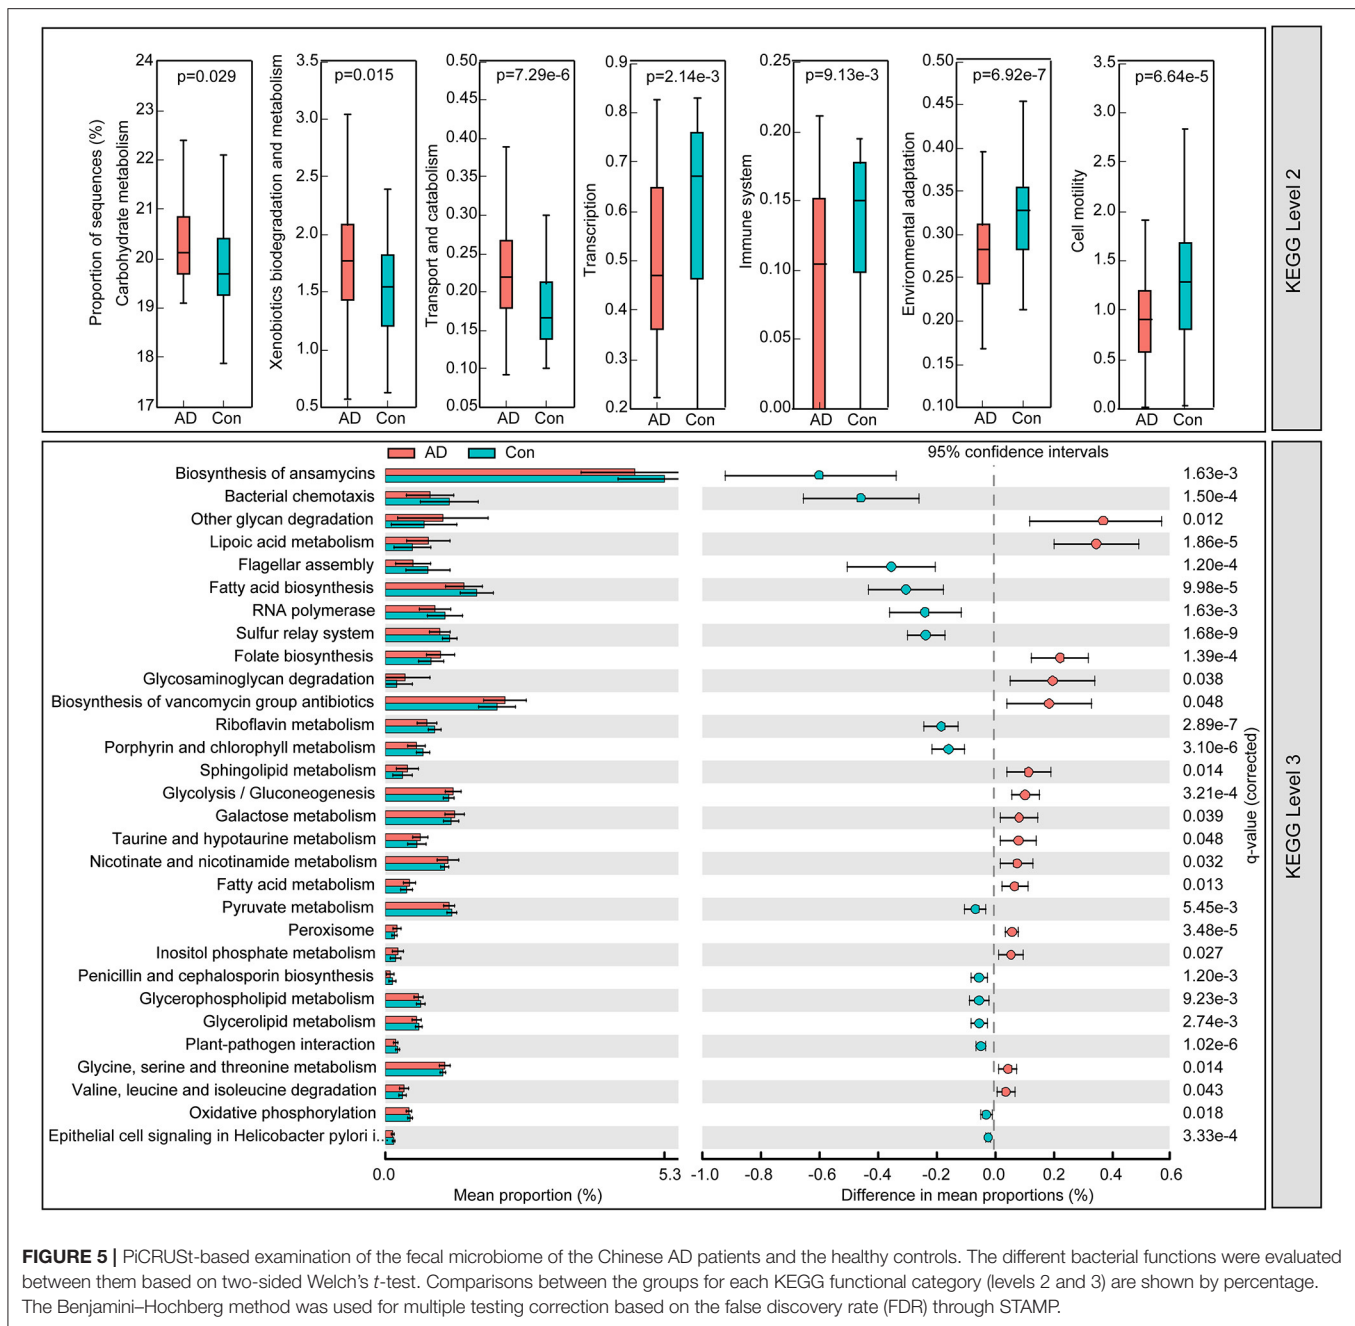 p=0.029
p=0.015
p=7.29e-6
p=2.14e-3
p=9.13e-3
p=6.92e-7
p=6.64e-5
Proportion of sequences (%)
Carbohydrate metabolism
24
23
22
21
20
19
18
17
AD Con
Xenobiotics biodegradation and metabolism
3.5
3.0
2.5
2.0
1.5
1.0
0.5
AD Con
Transport and catabolism
0.50
0.45
0.40
0.35
0.30
0.25
0.20
0.15
0.10
0.05
AD Con
Transcription
0.9
0.8
0.7
0.6
0.5
0.4
0.3
0.2
AD Con
Immune system
0.25
0.20
0.15
0.10
0.05
0.00
AD Con
Environmental adaptation
0.50
0.45
0.40
0.35
0.30
0.25
0.20
0.15
0.10
AD Con
Cell motility
3.5
3.0
2.5
2.0
1.5
1.0
0.5
0.0
AD Con
KEGG Level 2
AD Con 95% confidence intervals
Biosynthesis of ansamycins 1.63e-3
Bacterial chemotaxis 1.50e-4
Other glycan degradation 0.012
Lipoic acid metabolism 1.86e-5
Flagellar assembly 1.20e-4
Fatty acid biosynthesis 9.98e-5
RNA polymerase 1.63e-3
Sulfur relay system 1.68e-9
Folate biosynthesis 1.39e-4
Glycosaminoglycan degradation 0.038
Biosynthesis of vancomycin group antibiotics 0.048
Riboflavin metabolism 2.89e-7
Porphyrin and chlorophyll metabolism 3.10e-6
Sphingolipid metabolism 0.014
Glycolysis / Gluconeogenesis 3.21e-4
Galactose metabolism 0.039
Taurine and hypotaurine metabolism 0.048
Nicotinate and nicotinamide metabolism 0.032
Fatty acid metabolism 0.013
Pyruvate metabolism 5.45e-3
Peroxisome 3.48e-5
Inositol phosphate metabolism 0.027
Penicillin and cephalosporin biosynthesis 1.20e-3
Glycerophospholipid metabolism 9.23e-3
Glycerolipid metabolism 2.74e-3
Plant-pathogen interaction 1.02e-6
Glycine, serine and threonine metabolism 0.014
Valine, leucine and isoleucine degradation 0.043
Oxidative phosphorylation 0.018
Epithelial cell signaling in Helicobacter pylori i... 3.33e-4
q-value (corrected)
KEGG Level 3
0.0 5.3 -1.0 -0.8 -0.6 -0.4 -0.2 0.0 0.2 0.4 0.6
Mean proportion (%) Difference in mean proportions (%)
FIGURE 5 | PiCRUSt-based examination of the fecal microbiome of the Chinese AD patients and the healthy controls. The different bacterial functions were evaluated
between them based on two-sided Welch's t-test. Comparisons between the groups for each KEGG functional category (levels 2 and 3) are shown by percentage.
The Benjamini–Hochberg method was used for multiple testing correction based on the false discovery rate (FDR) through STAMP.